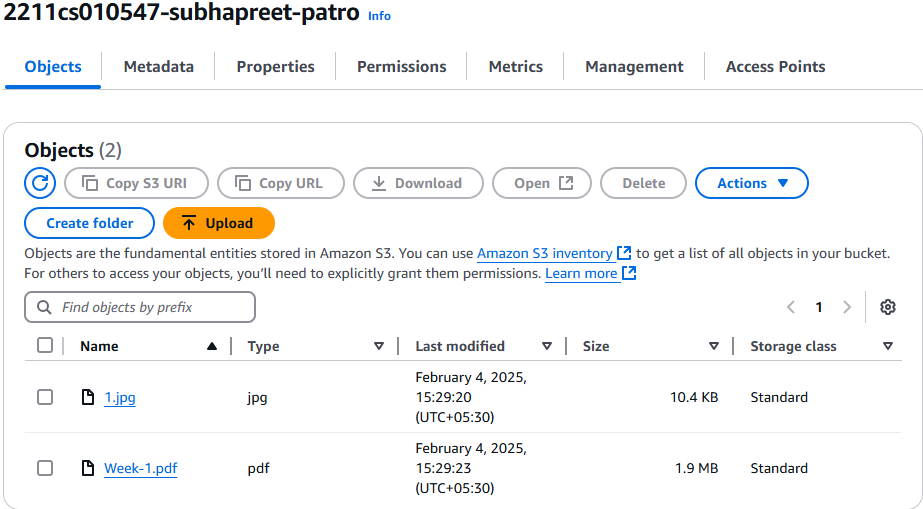 2211cs010547-subhapreet-patro Info
Objects Metadata Properties Permissions Metrics Management Access Points
Objects (2)
Copy S3 URI Copy URL Download Open Delete Actions
Create folder Upload
Objects are the fundamental entities stored in Amazon S3. You can use Amazon S3 inventory to get a list of all objects in your bucket.
For others to access your objects, you'll need to explicitly grant them permissions. Learn more
Find objects by prefix 1
Name Type Last modified Size Storage class
February 4, 2025,
1.jpg jpg 15:29:20 10.4 KB Standard
(UTC+05:30)
February 4, 2025,
Week-1.pdf pdf 15:29:23 1.9 MB Standard
(UTC+05:30)